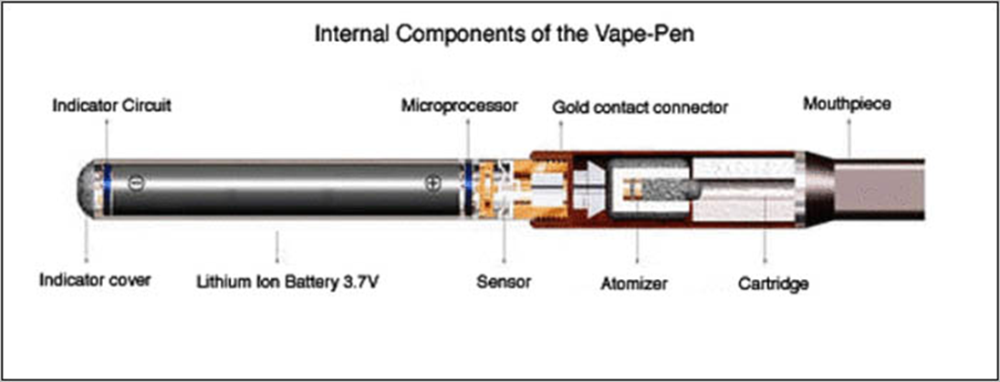 Internal Components of the Vape-Pen
Indicator Circuit
Microprocessor
Gold contact connector
Mouthpiece
⊖
⊕
Indicator cover
Lithium Ion Battery 3.7V
Sensor
Atomizer
Cartridge